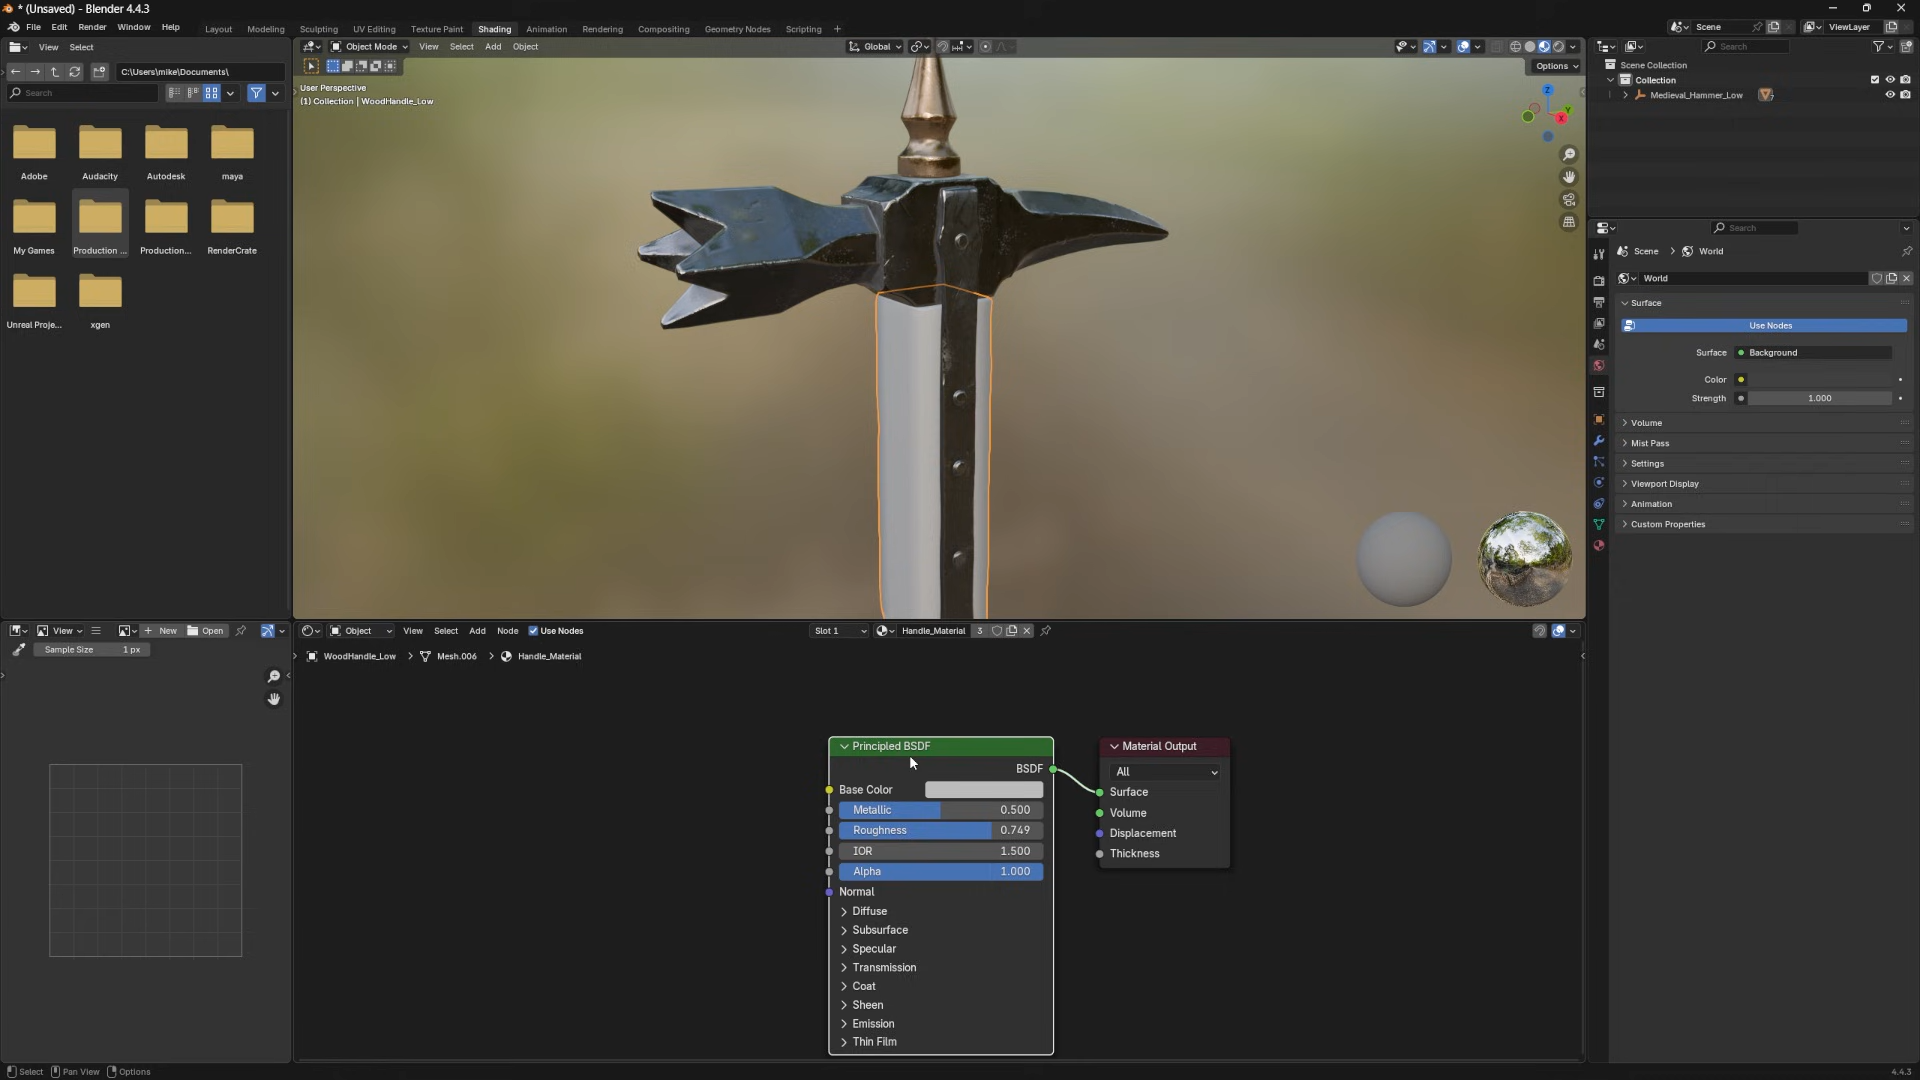 * (Unsaved) - Blender 4.4.3
File Edit Render Window Help
Layout Modeling Sculpting UV Editing Texture Paint Shading Animation Rendering Compositing Geometry Nodes Scripting +
Scene
ViewLayer
View Select
Object Mode View Select Add Object
Global
Search
C:\Users\mike\Documents\
Options
Scene Collection
Collection
Medieval_Hammer_Low
7
Search
User Perspective
(1) Collection | WoodHandle_Low
Z
Y
X
Adobe Audacity Autodesk maya
My Games Production ... Production... RenderCrate
Unreal Proje... xgen
Search
Scene World
World
Surface
Use Nodes
Surface Background
Color
Strength 1.000
Volume
Mist Pass
Settings
Viewport Display
Animation
Custom Properties
View New Open
Sample Size 1 px
Object View Select Add Node Use Nodes
Slot 1
Handle_Material 3
WoodHandle_Low Mesh.006 Handle_Material
Principled BSDF
BSDF
Base Color
Metallic 0.500
Roughness 0.749
IOR 1.500
Alpha 1.000
Normal
Diffuse
Subsurface
Specular
Transmission
Coat
Sheen
Emission
Thin Film
Material Output
All
Surface
Volume
Displacement
Thickness
Select Pan View Options
4.4.3